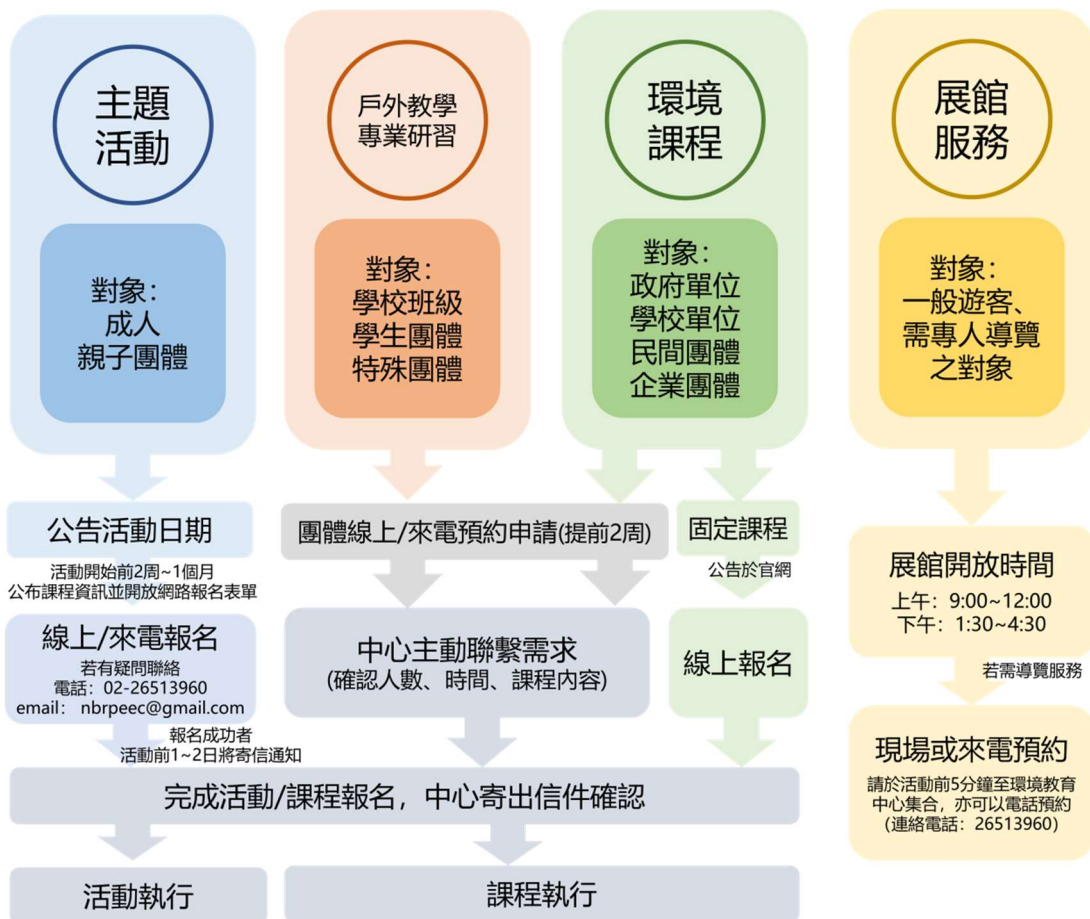 主題
活動
對象：
成人
親子團體
公告活動日期
活動開始前2周~1個月
公布課程資訊並開放網路報名表單
線上/來電報名
若有疑問聯絡
電話：02-26513960
email： nbrpeec@gmail.com
報名成功者
活動前1~2日將寄信通知
戶外教學
專業研習
對象：
學校班級
學生團體
特殊團體
環境
課程
對象：
政府單位
學校單位
民間團體
企業團體
團體線上/來電預約申請(提前2周)
中心主動聯繫需求
(確認人數、時間、課程內容)
固定課程
公告於官網
線上報名
完成活動/課程報名，中心寄出信件確認
活動執行
課程執行
展館
服務
對象：
一般遊客、
需專人導覽
之對象
展館開放時間
上午：9:00~12:00
下午：1:30~4:30
若需導覽服務
現場或來電預約
請於活動前5分鐘至環境教育
中心集合，亦可以電話預約
(連絡電話：26513960)